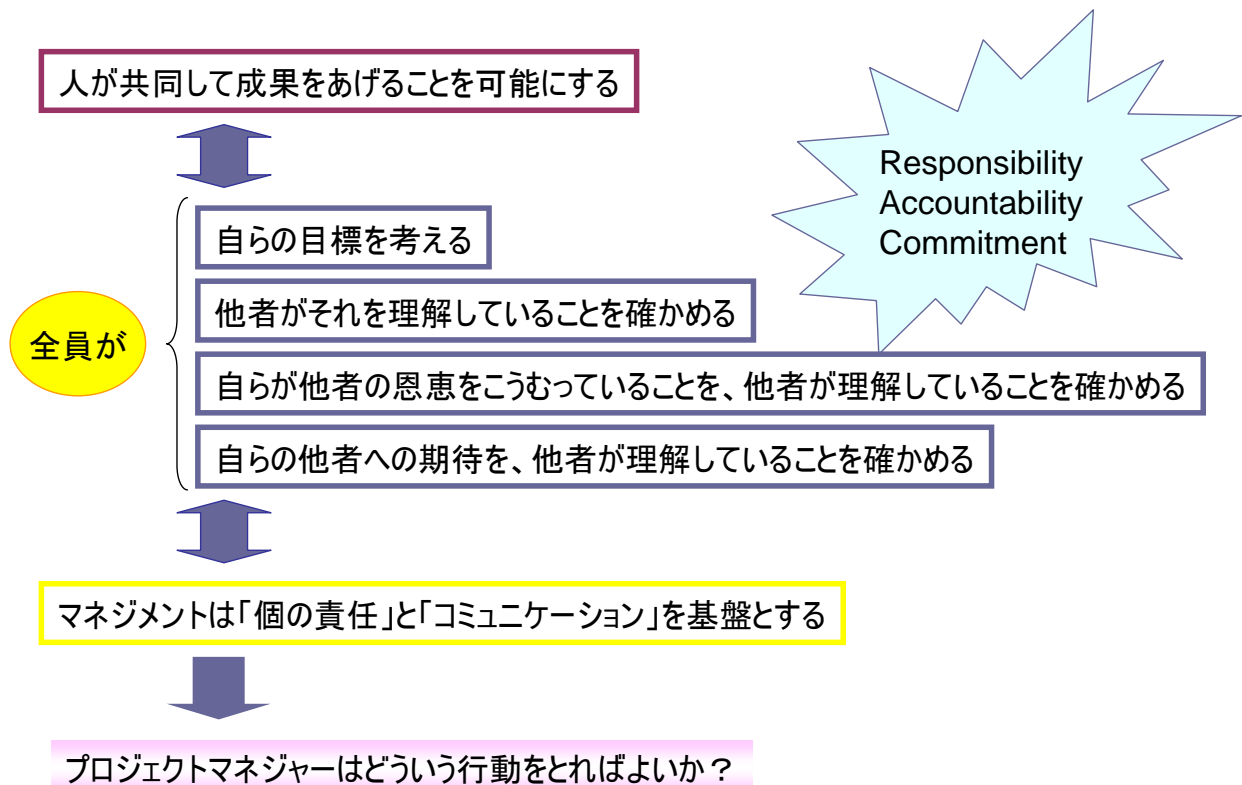 人が共同して成果をあげることを可能にする
Responsibility
Accountability
Commitment
全員が
自らの目標を考える
他者がそれを理解していることを確かめる
自らが他者の恩恵をこうむっていることを、他者が理解していることを確かめる
自らの他者への期待を、他者が理解していることを確かめる
マネジメントは「個の責任」と「コミュニケーション」を基盤とする
プロジェクトマネジャーはどういう行動をとればよいか？